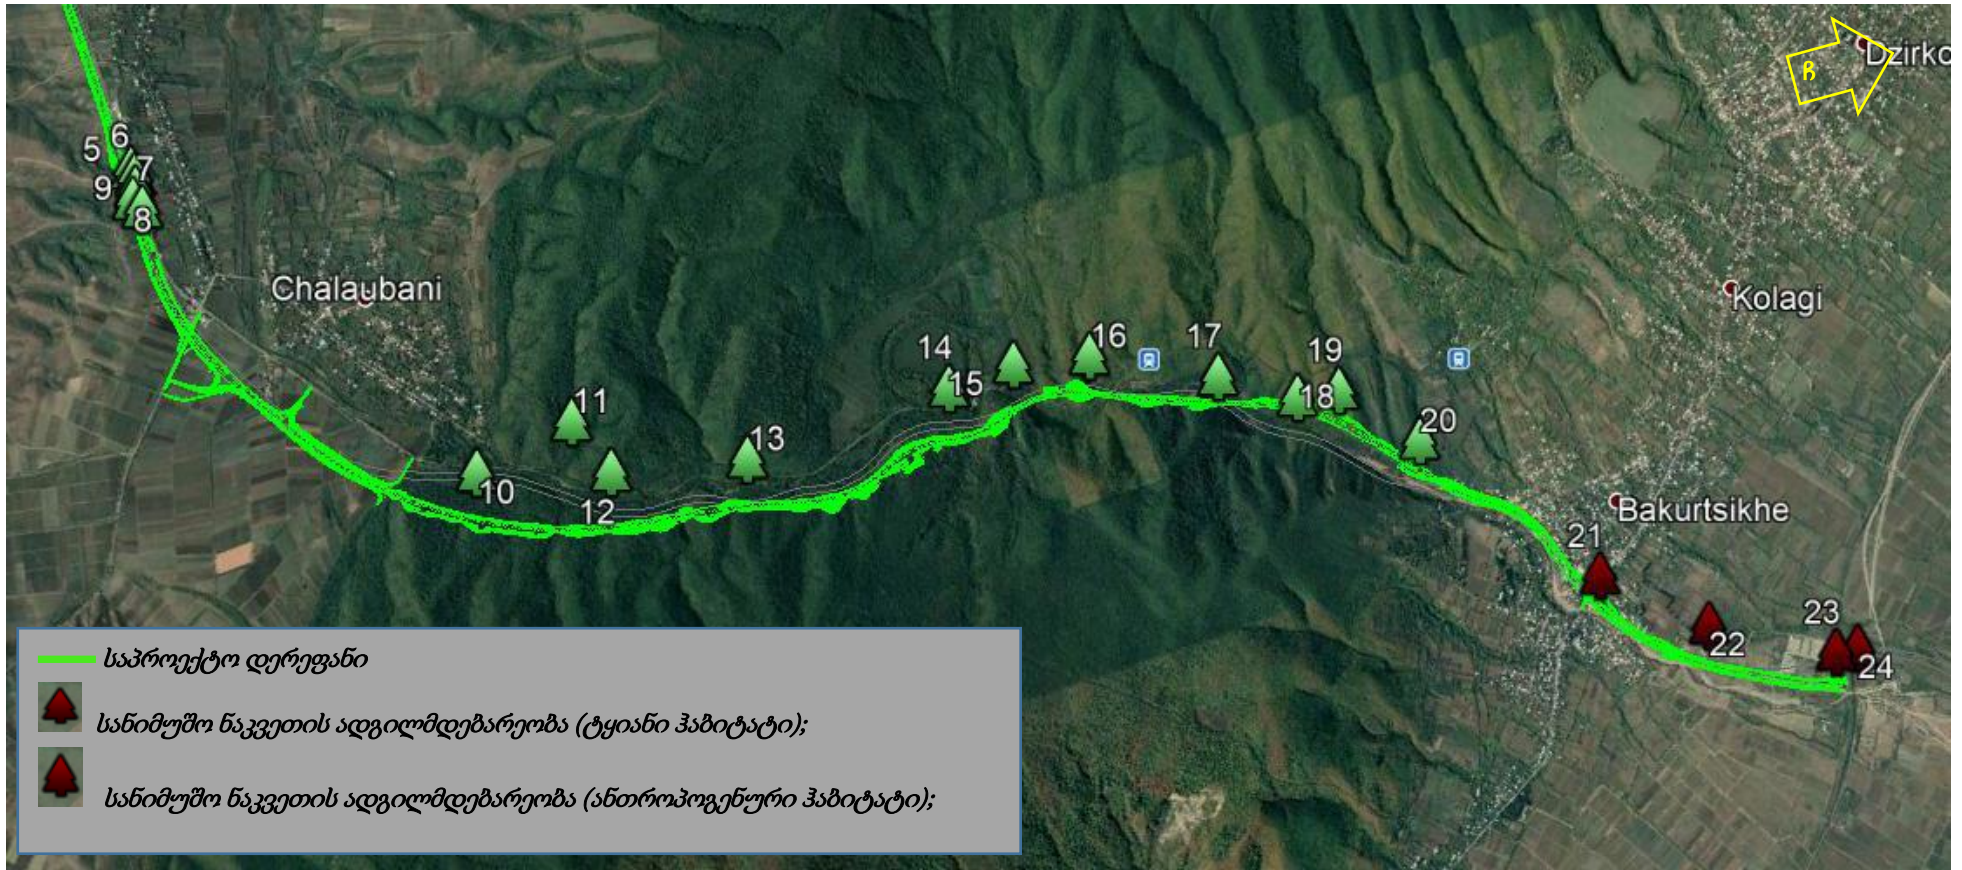 ჩ
Dzirko
6
5
7
9
8
Chalaubani
Kolagi
14
16
17
19
15
11
18
20
13
10
12
Bakurtsikhe
21
23
22
24
საპროექტო დერეფანი
სანიმუშო ნაკვეთის ადგილმდებარეობა (ტყიანი ჰაბიტატი);
სანიმუშო ნაკვეთის ადგილმდებარეობა (ანთროპოგენური ჰაბიტატი);